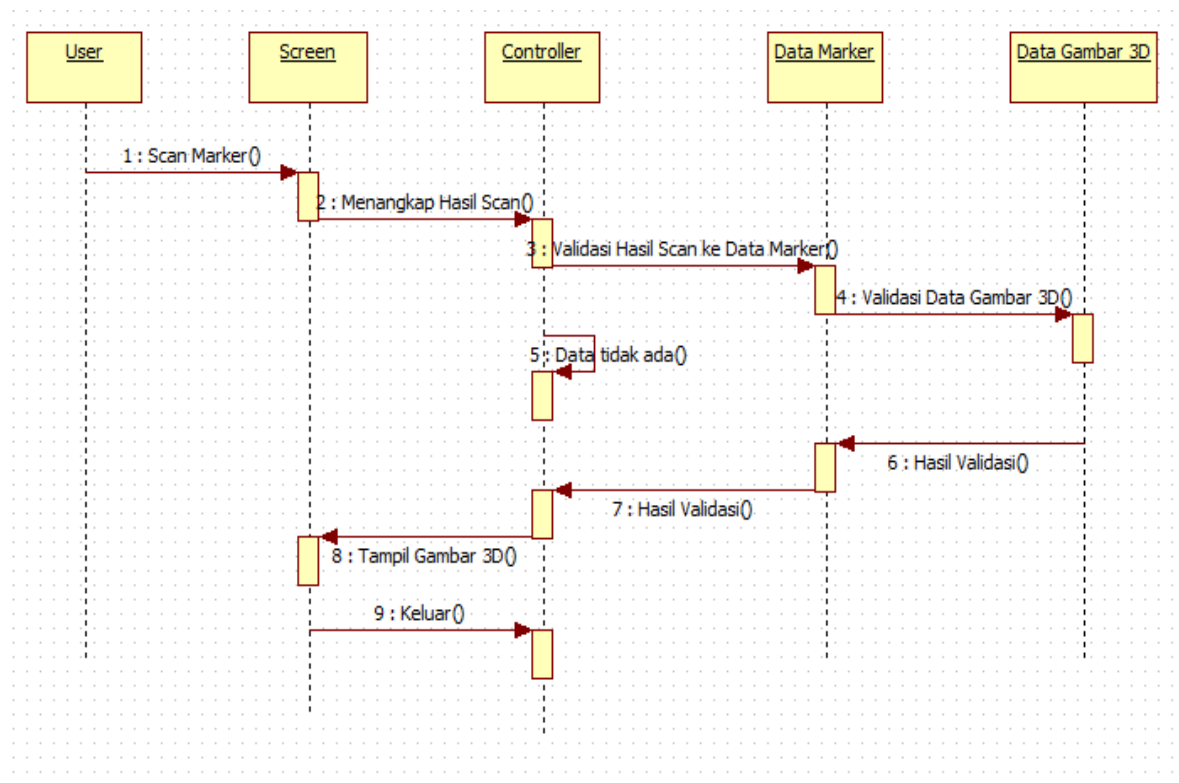 User
Screen
Controller
Data Marker
Data Gambar 3D
1 : Scan Marker()
2 : Menangkap Hasil Scan()
3 : Validasi Hasil Scan ke Data Marker()
4 : Validasi Data Gambar 3D()
5 : Data tidak ada()
6 : Hasil Validasi()
7 : Hasil Validasi()
8 : Tampil Gambar 3D()
9 : Keluar()